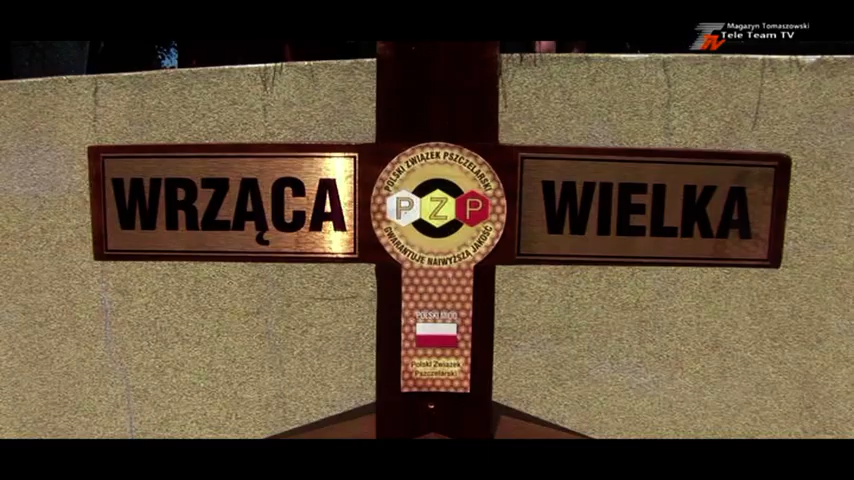 Magazyn Tomaszowski
Tele Team TV
WRZĄCA
WIELKA
POLSKI ZWIĄZEK PSZCZELARSKI
PZP
GWARANTUJE NAJWYŻSZĄ JAKOŚĆ
POLSKI MIÓD
Polski Związek
Pszczelarski